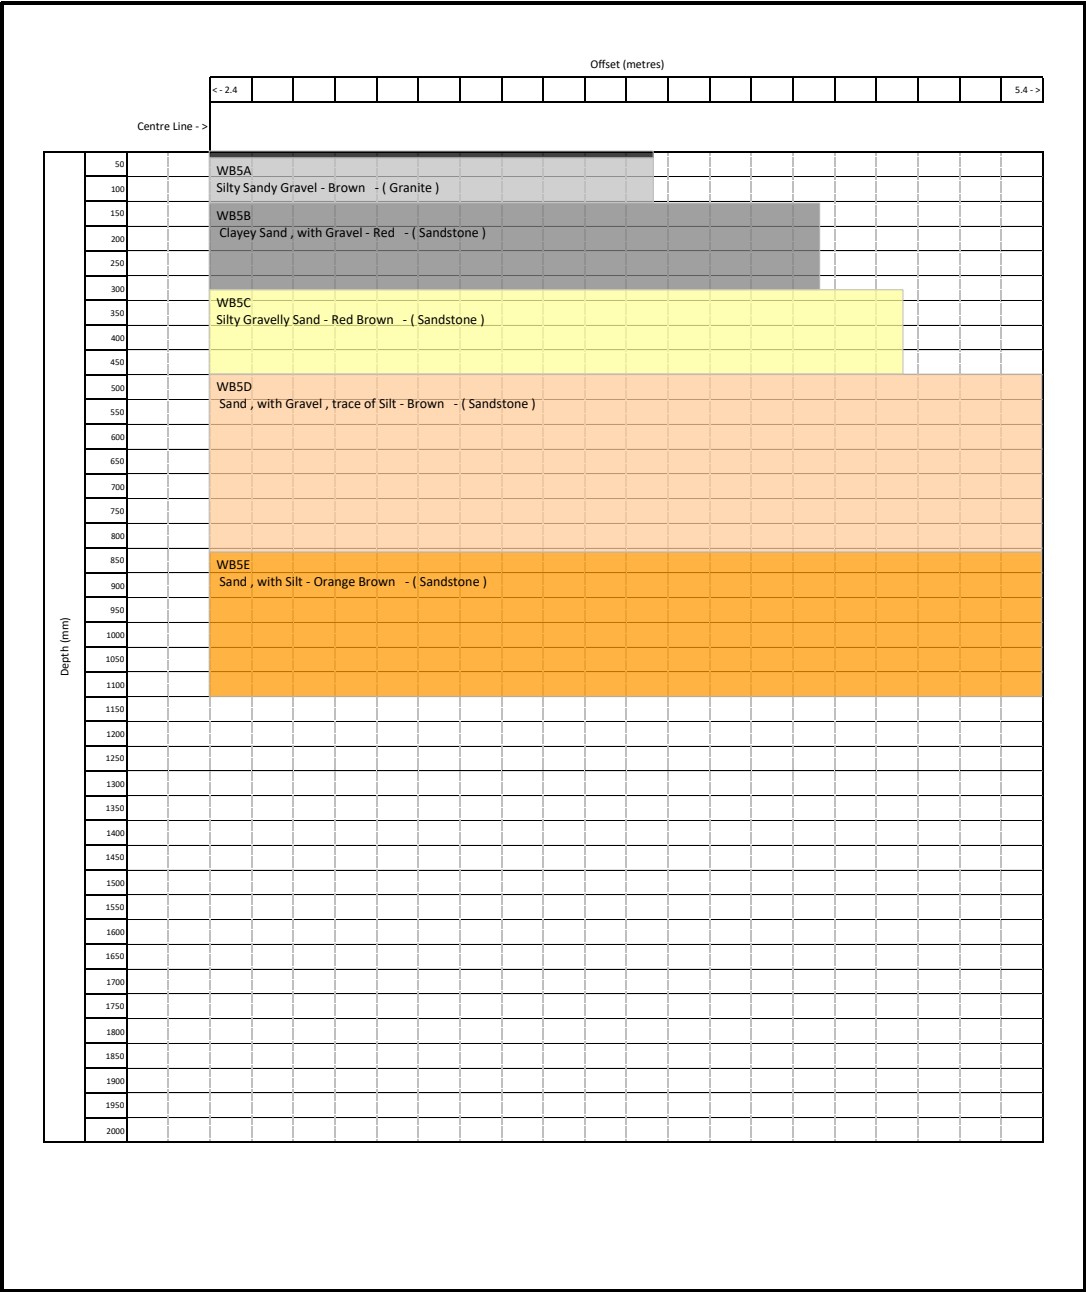 Offset (metres)
< - 2.4
5.4 - >
Centre Line - >
50
WB5A
100
Silty Sandy Gravel - Brown - ( Granite )
150
WB5B
200
Clayey Sand , with Gravel - Red - ( Sandstone )
250
300
WB5C
350
Silty Gravelly Sand - Red Brown - ( Sandstone )
400
450
500
WB5D
550
Sand , with Gravel , trace of Silt - Brown - ( Sandstone )
600
650
700
750
800
850
WB5E
900
Sand , with Silt - Orange Brown - ( Sandstone )
950
1000
1050
1100
Depth (mm)
1150
1200
1250
1300
1350
1400
1450
1500
1550
1600
1650
1700
1750
1800
1850
1900
1950
2000